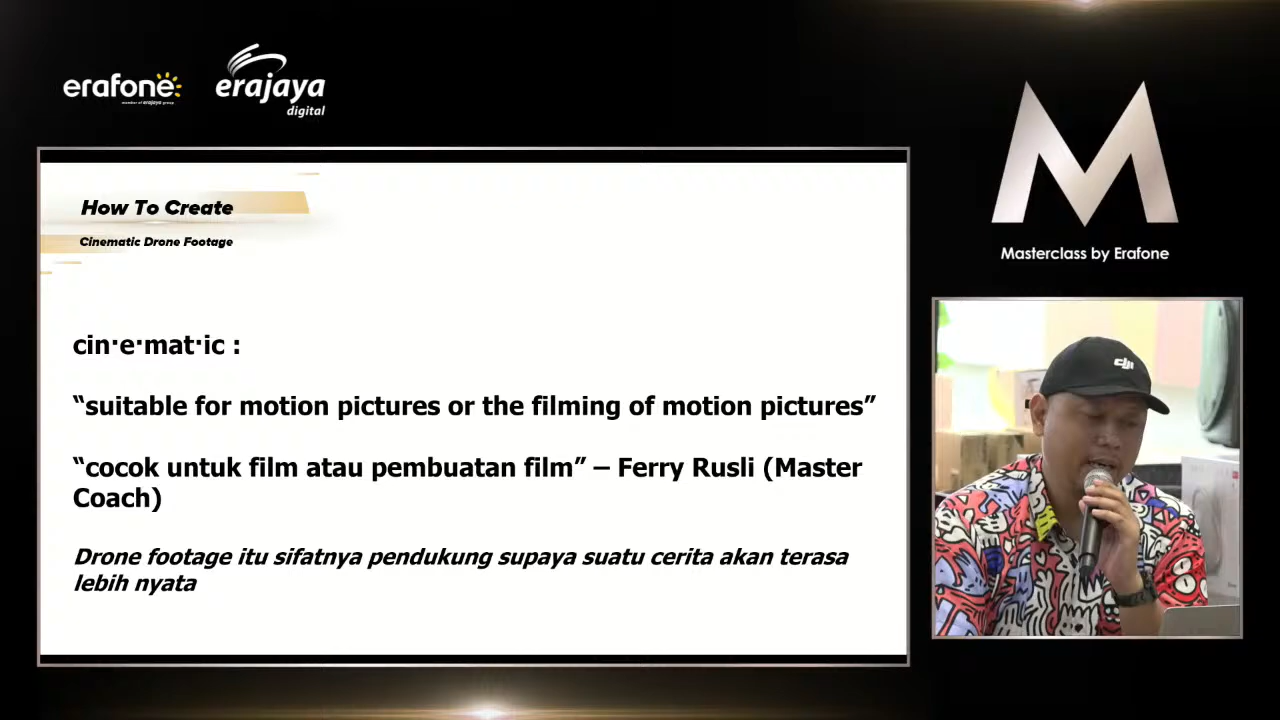 erafone
member of erajaya group
erajaya
digital
Masterclass by Erafone
How To Create
Cinematic Drone Footage
cin·e·mat·ic :
“suitable for motion pictures or the filming of motion pictures”
“cocok untuk film atau pembuatan film” – Ferry Rusli (Master
Coach)
Drone footage itu sifatnya pendukung supaya suatu cerita akan terasa
lebih nyata
dji